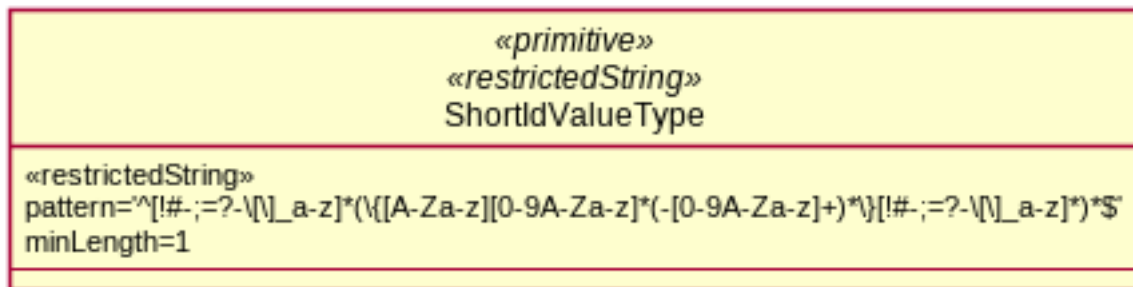 «primitive»
«restrictedString»
ShortIdValueType
«restrictedString»
pattern='^[!#-;=?-\[\]_a-z]*(\{[A-Za-z][0-9A-Za-z]*(-[0-9A-Za-z]+)*\}[!#-;=?-\[\]_a-z]*)*$'
minLength=1